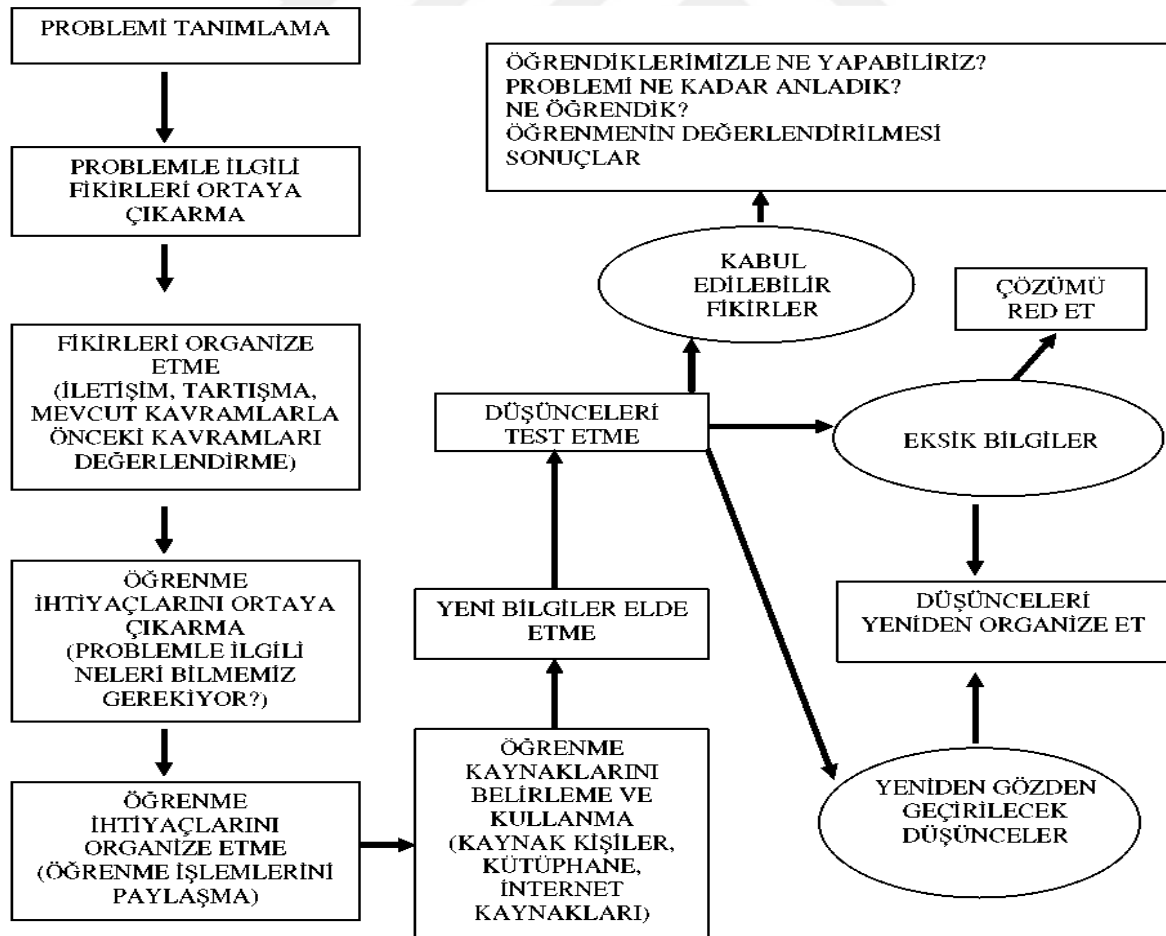 PROBLEMİ TANIMLAMA
PROBLEMLE İLGİLİ
FİKİRLERİ ORTAYA
ÇIKARMA
FİKİRLERİ ORGANİZE
ETME
(İLETİŞİM, TARTIŞMA,
MEVCUT KAVRAMLARLA
ÖNCEKİ KAVRAMLARI
DEĞERLENDİRME)
ÖĞRENME
İHTİYAÇLARINI ORTAYA
ÇIKARMA
(PROBLEMLE İLGİLİ
NELERİ BİLMEMİZ
GEREKİYOR?)
ÖĞRENME
İHTİYAÇLARINI
ORGANİZE ETME
(ÖĞRENME İŞLEMLERİNİ
PAYLAŞMA)
ÖĞRENME
KAYNAKLARINI
BELİRLEME VE
KULLANMA
(KAYNAK KİŞİLER,
KÜTÜPHANE,
İNTERNET
KAYNAKLARI)
YENİ BİLGİLER ELDE
ETME
DÜŞÜNCELERİ
TEST ETME
KABUL
EDİLEBİLİR
FİKİRLER
ÖĞRENDİKLERİMİZLE NE YAPABİLİRİZ?
PROBLEMİ NE KADAR ANLADIK?
NE ÖĞRENDİK?
ÖĞRENMENİN DEĞERLENDİRİLMESİ
SONUÇLAR
EKSİK BİLGİLER
ÇÖZÜMÜ
RED ET
DÜŞÜNCELERİ
YENİDEN ORGANİZE ET
YENİDEN GÖZDEN
GEÇİRİLECEK
DÜŞÜNCELER